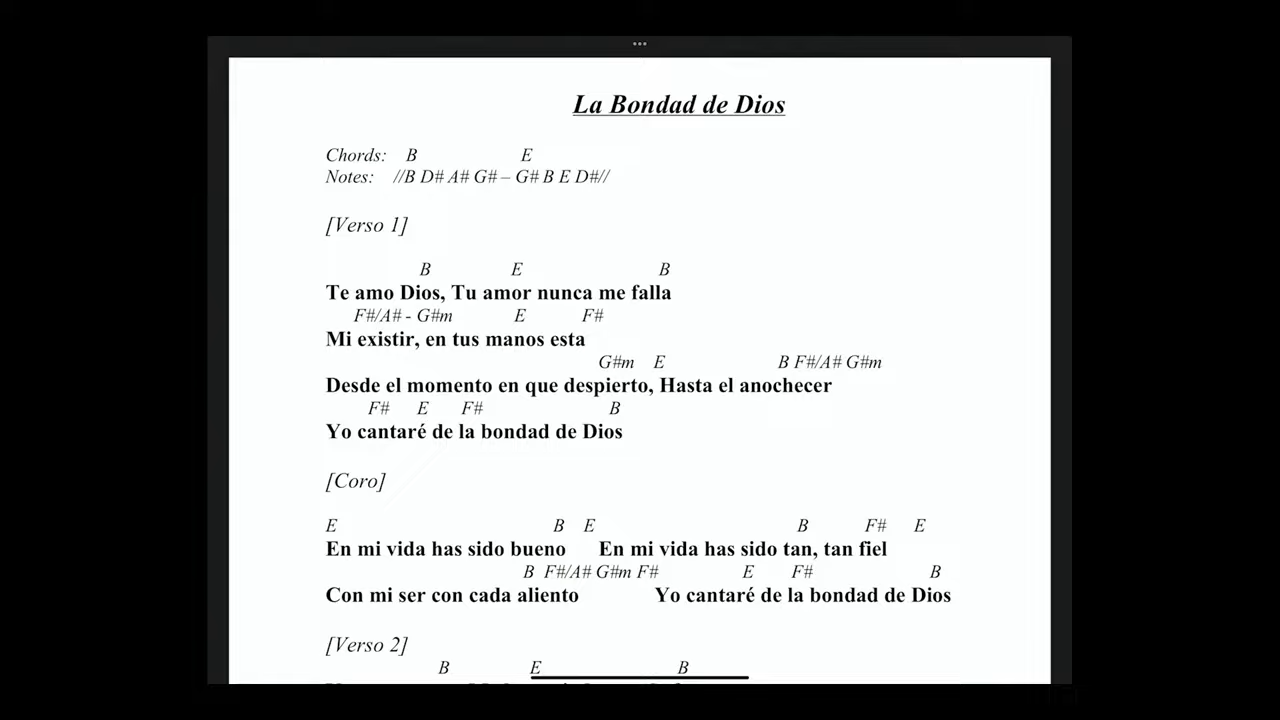 La Bondad de Dios
Chords: B E
Notes: //B D# A# G# – G# B E D#//
[Verso 1]
B E B
Te amo Dios, Tu amor nunca me falla
F#/A# - G#m E F#
Mi existir, en tus manos esta
G#m E B F#/A# G#m
Desde el momento en que despierto, Hasta el anochecer
F# E F# B
Yo cantaré de la bondad de Dios
[Coro]
E B E B F# E
En mi vida has sido bueno En mi vida has sido tan, tan fiel
B F#/A# G#m F# E F# B
Con mi ser con cada aliento Yo cantaré de la bondad de Dios
[Verso 2]
B E B